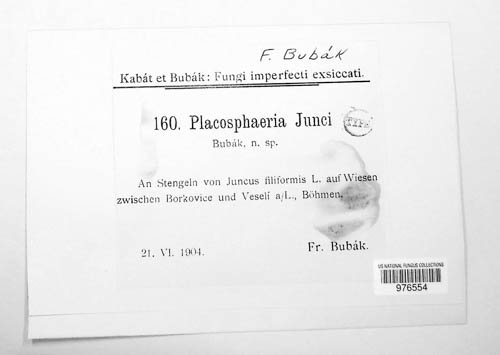 F. Bubák
Kabát et Bubák: Fungi imperfecti exsiccati.
160. Placosphaeria Junci
TYPE
Bubák, n. sp.
An Stengeln von Juncus filiformis L. auf Wiesen
zwischen Borkovice und Veselí a/L., Böhmen.
21. VI. 1904.
Fr. Bubák.
US NATIONAL FUNGUS COLLECTIONS
976554